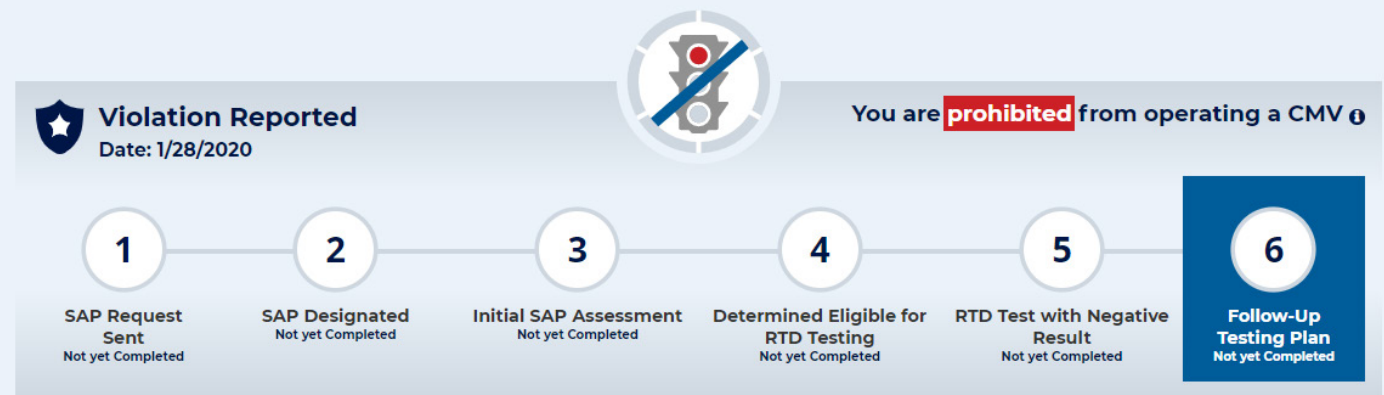 Violation Reported
Date: 1/28/2020
You are prohibited from operating a CMV i
1
SAP Request
Sent
Not yet Completed
2
SAP Designated
Not yet Completed
3
Initial SAP Assessment
Not yet Completed
4
Determined Eligible for
RTD Testing
Not yet Completed
5
RTD Test with Negative
Result
Not yet Completed
6
Follow-Up
Testing Plan
Not yet Completed